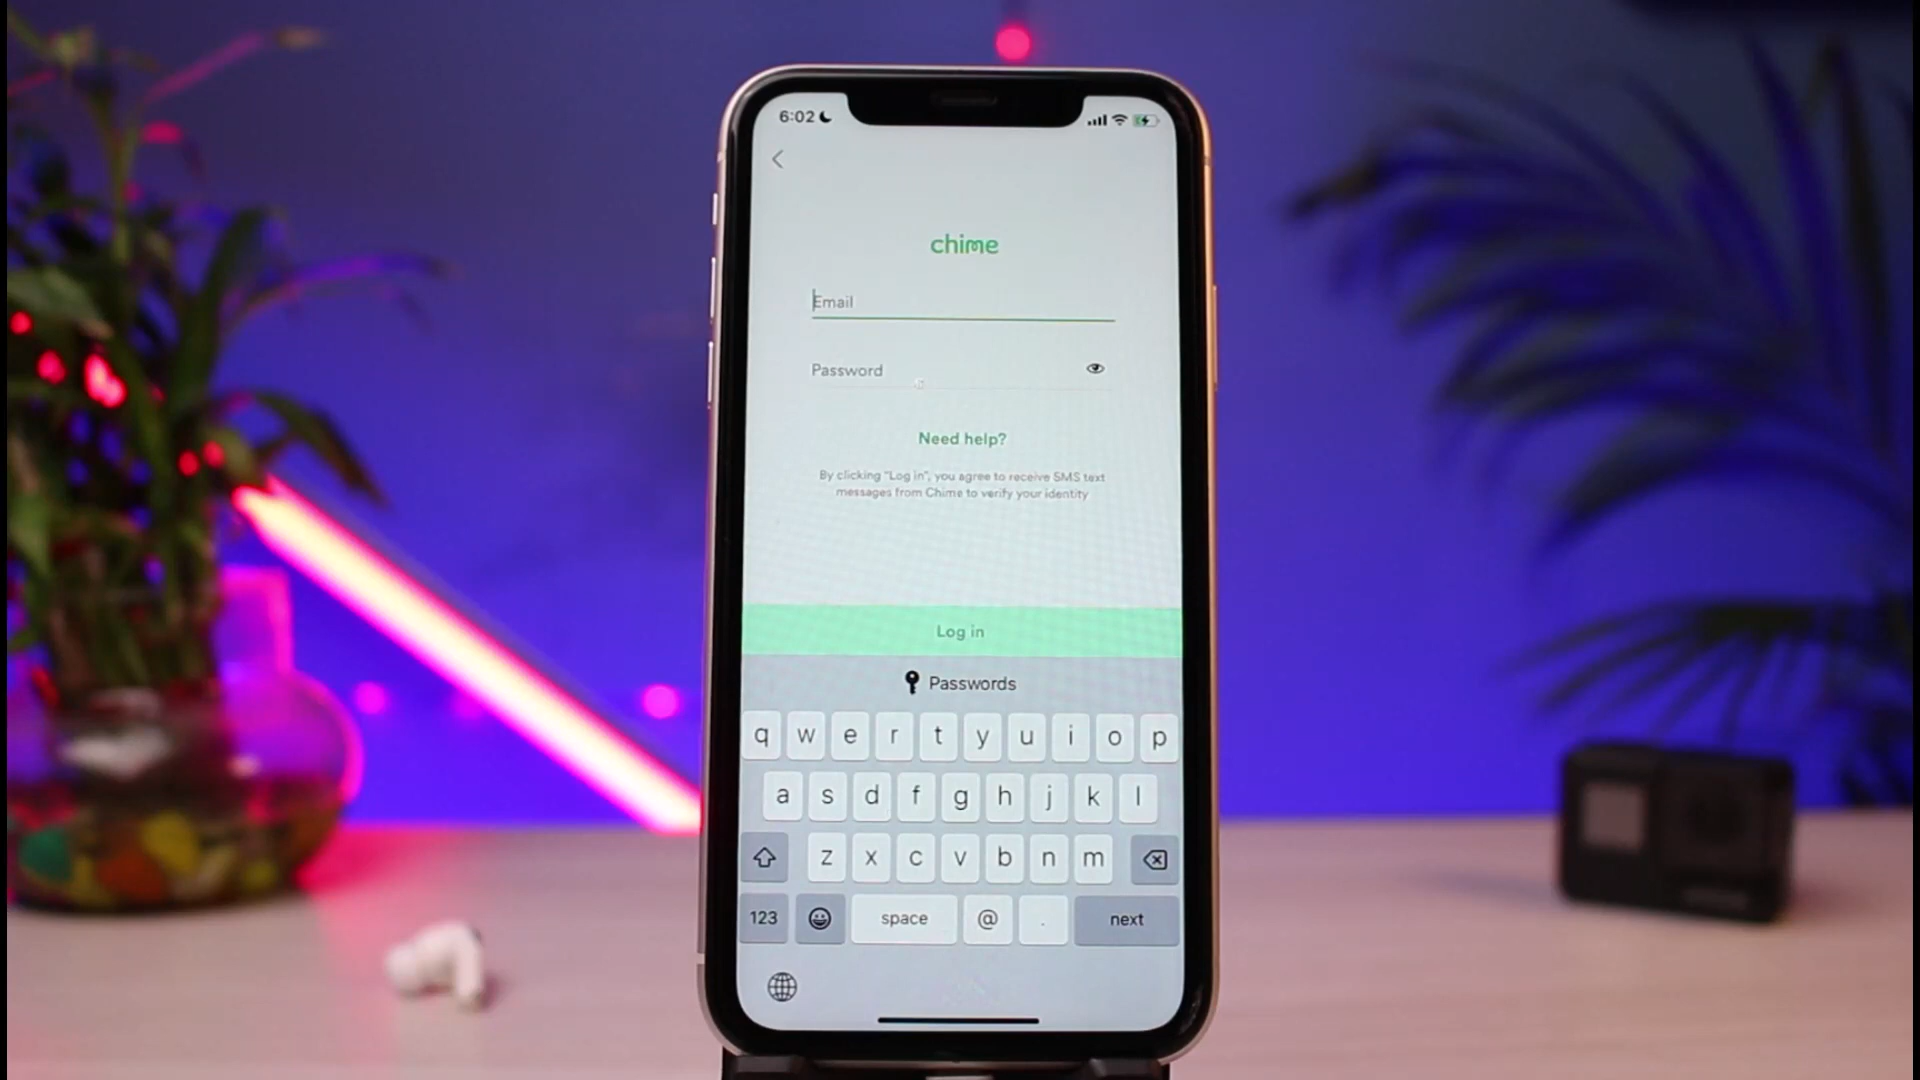 6:02
chime
Email
Password
Need help?
By clicking "Log in", you agree to receive SMS text
messages from Chime to verify your identity
Log in
Passwords
q w e r t y u i o p
a s d f g h j k l
z x c v b n m
123 space @ . next